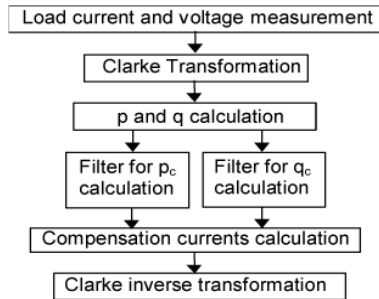 Load current and voltage measurement
Clarke Transformation
p and q calculation
Filter for pc
calculation
Filter for qc
calculation
Compensation currents calculation
Clarke inverse transformation